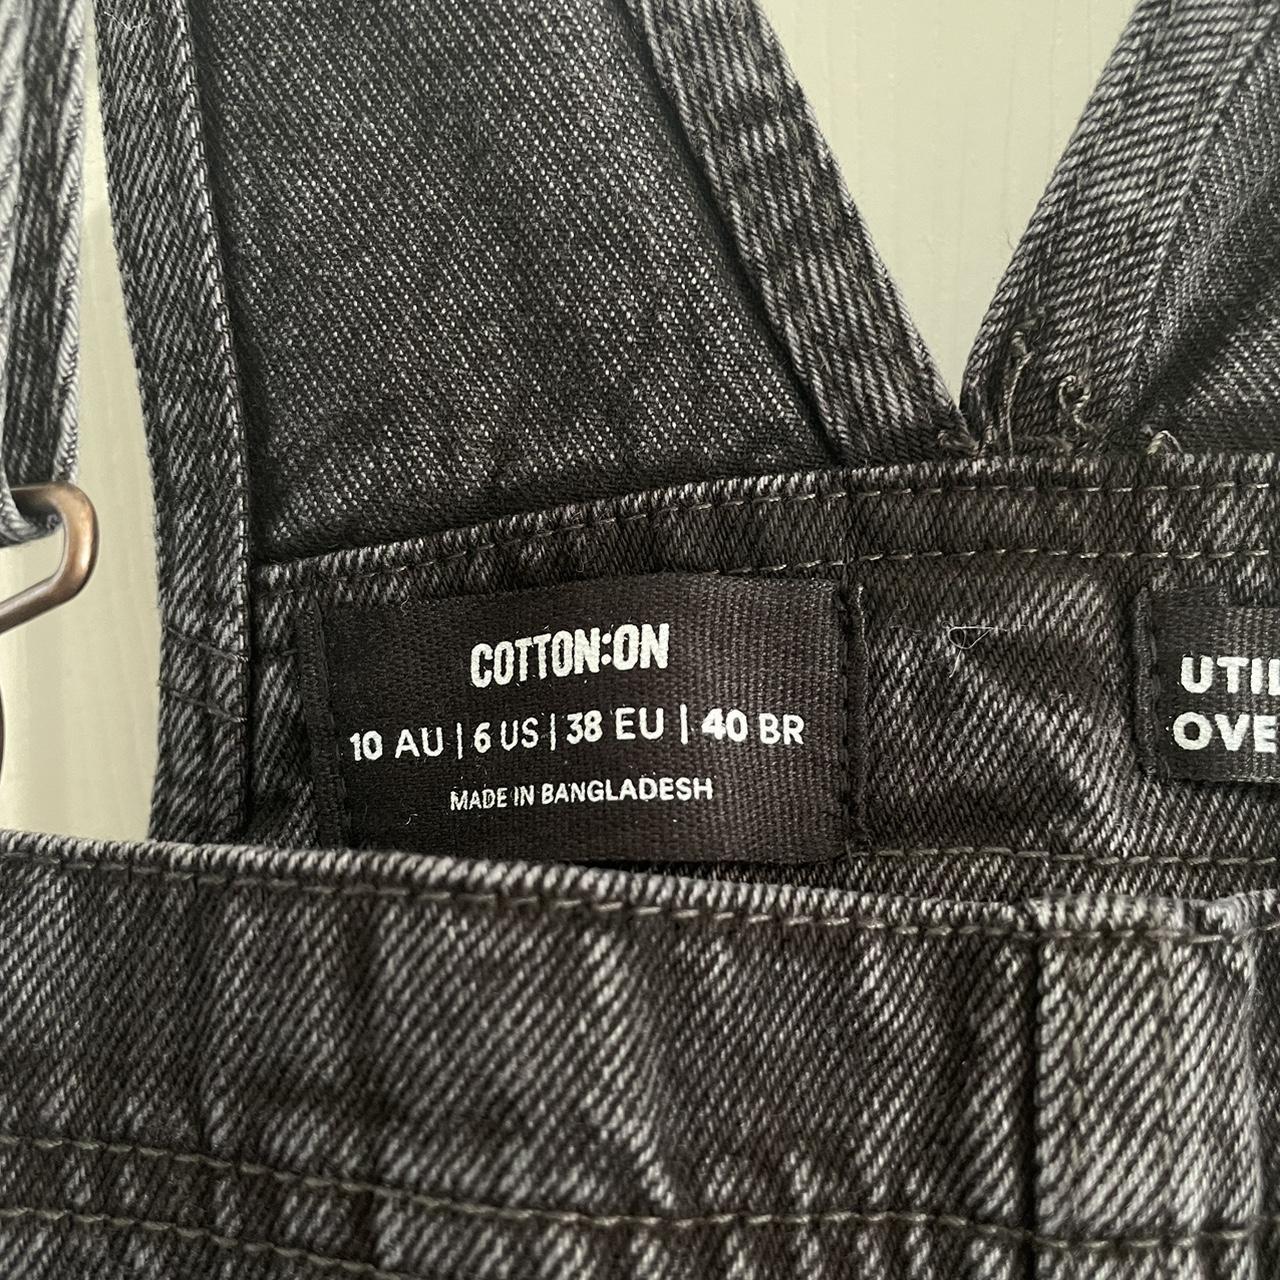 COTTON:ON
10 AU | 6 US | 38 EU | 40 BR
MADE IN BANGLADESH
UTIL
OVE